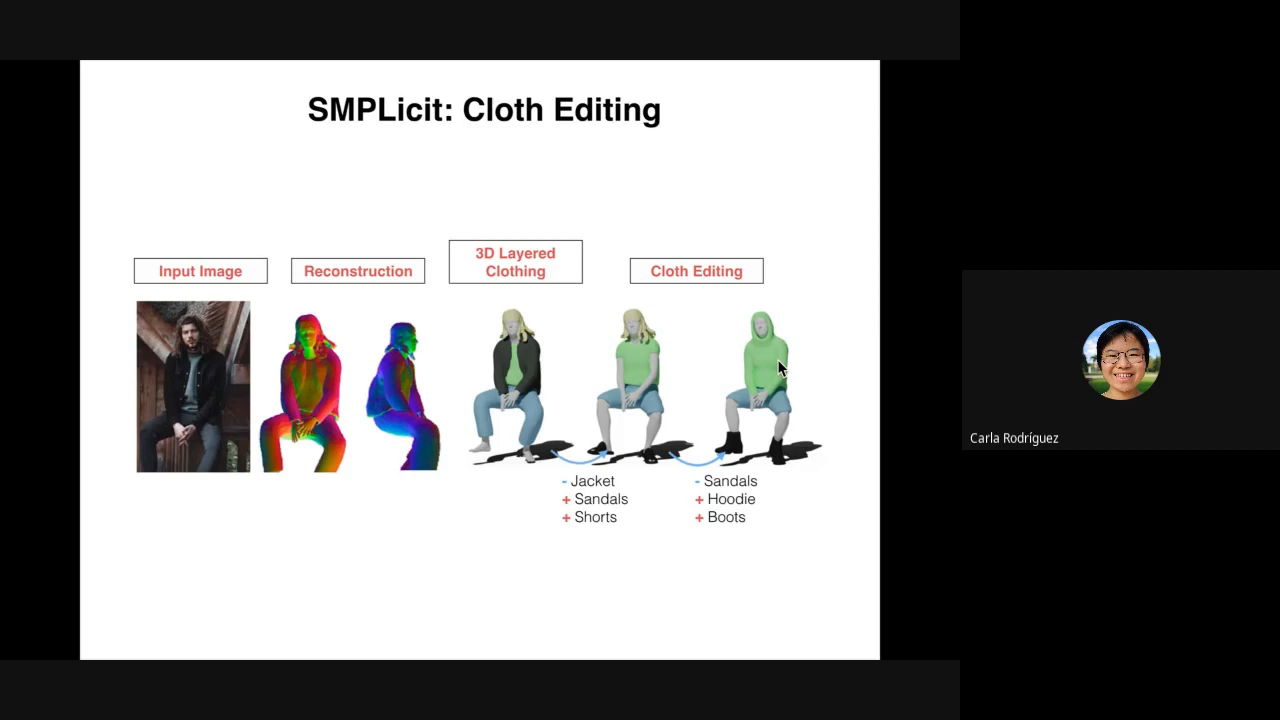 SMPLicit: Cloth Editing
Input Image
Reconstruction
3D Layered
Clothing
Cloth Editing
- Jacket
+ Sandals
+ Shorts
- Sandals
+ Hoodie
+ Boots
Carla Rodríguez